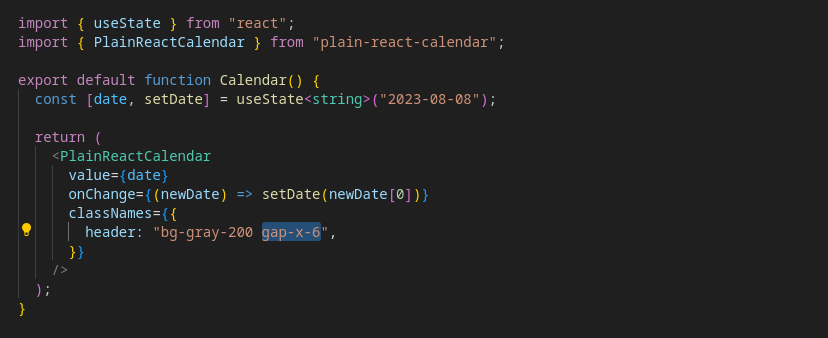 import { useState } from "react";
import { PlainReactCalendar } from "plain-react-calendar";
export default function Calendar() {
const [date, setDate] = useState<string>("2023-08-08");
return (
<PlainReactCalendar
value={date}
onChange={(newDate) => setDate(newDate[0])}
classNames={{
header: "bg-gray-200 gap-x-6",
}}
/>
);
}